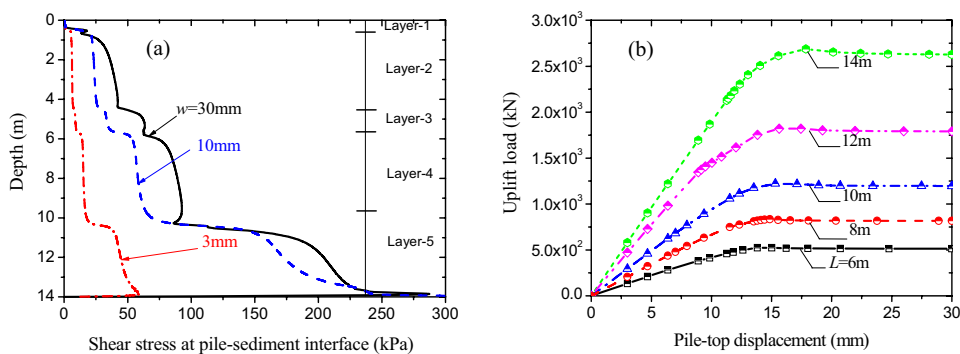 (a)
Depth (m)
0
2
4
6
8
10
12
14
0 50 100 150 200 250 300
Shear stress at pile-sediment interface (kPa)
Layer-1
Layer-2
Layer-3
Layer-4
Layer-5
w=30mm
10mm
3mm
(b)
Uplift load (kN)
3.0x10³
2.5x10³
2.0x10³
1.5x10³
1.0x10³
5.0x10²
0.0
0 5 10 15 20 25 30
Pile-top displacement (mm)
14m
12m
10m
8m
L=6m